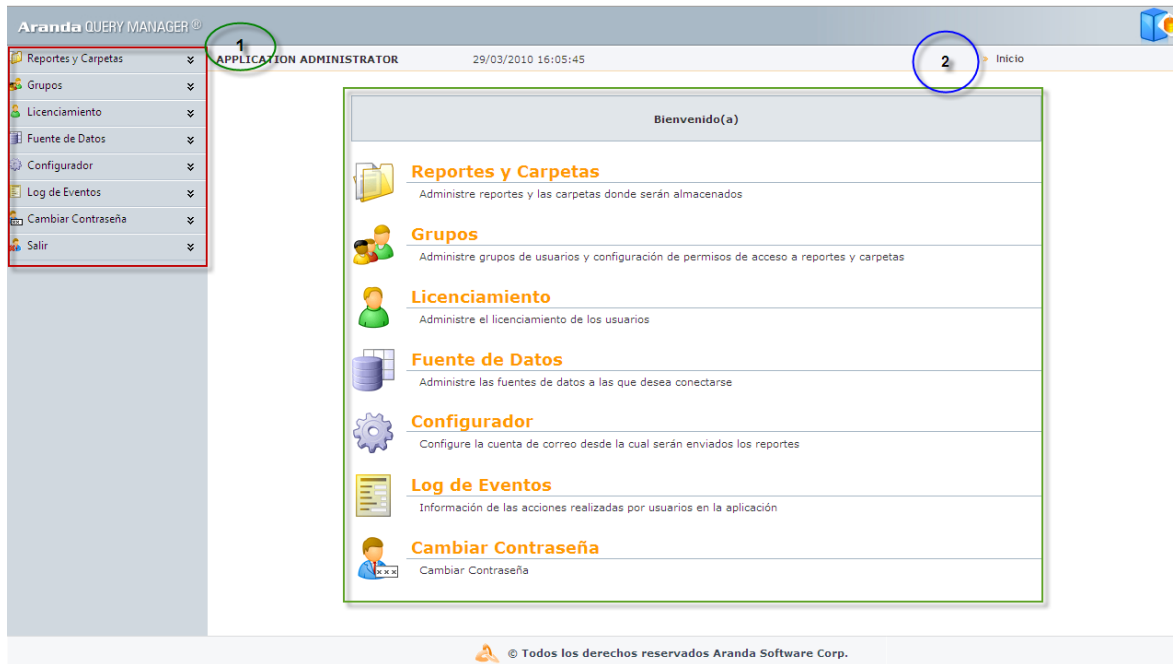 Aranda QUERY MANAGER ®
Reportes y Carpetas
Grupos
Licenciamiento
Fuente de Datos
Configurador
Log de Eventos
Cambiar Contraseña
Salir
1
APPLICATION ADMINISTRATOR
29/03/2010 16:05:45
2
» Inicio
Bienvenido(a)
Reportes y Carpetas
Administre reportes y las carpetas donde serán almacenados
Grupos
Administre grupos de usuarios y configuración de permisos de acceso a reportes y carpetas
Licenciamiento
Administre el licenciamiento de los usuarios
Fuente de Datos
Administre las fuentes de datos a las que desea conectarse
Configurador
Configure la cuenta de correo desde la cual serán enviados los reportes
Log de Eventos
Información de las acciones realizadas por usuarios en la aplicación
Cambiar Contraseña
xxx
Cambiar Contraseña
© Todos los derechos reservados Aranda Software Corp.